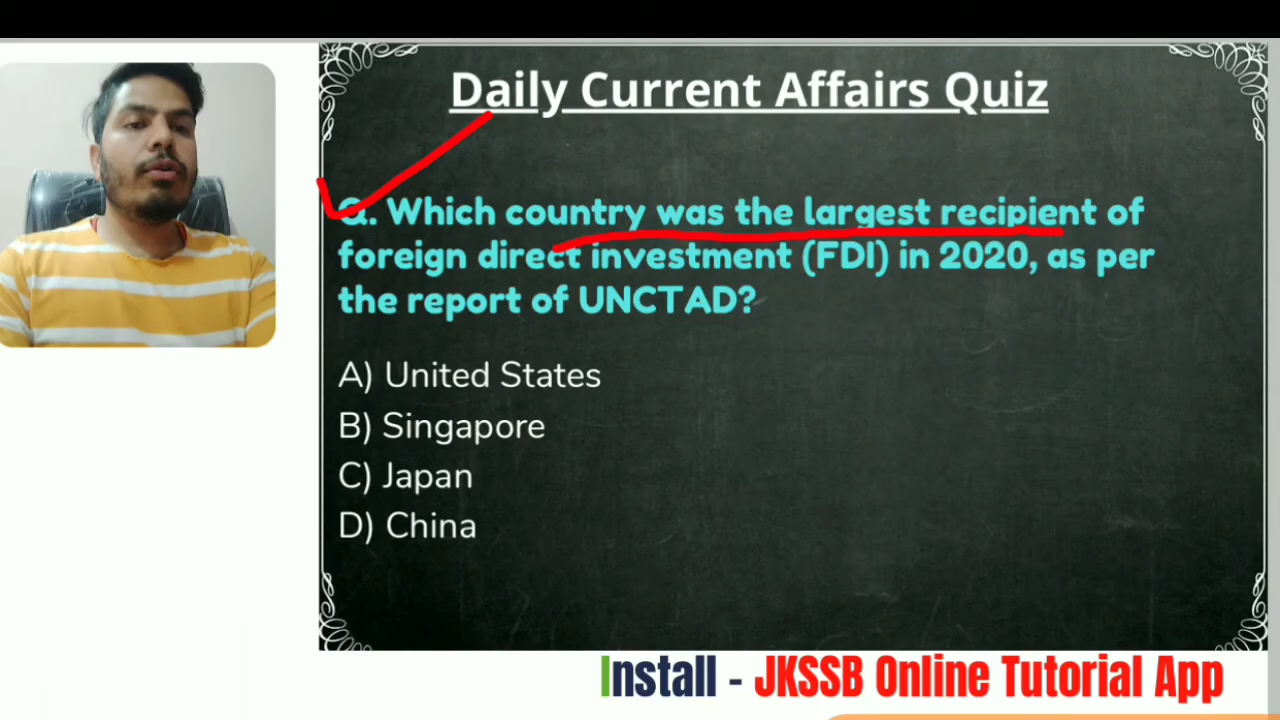 Daily Current Affairs Quiz
Q. Which country was the largest recipient of
foreign direct investment (FDI) in 2020, as per
the report of UNCTAD?
A) United States
B) Singapore
C) Japan
D) China
Install - JKSSB Online Tutorial App